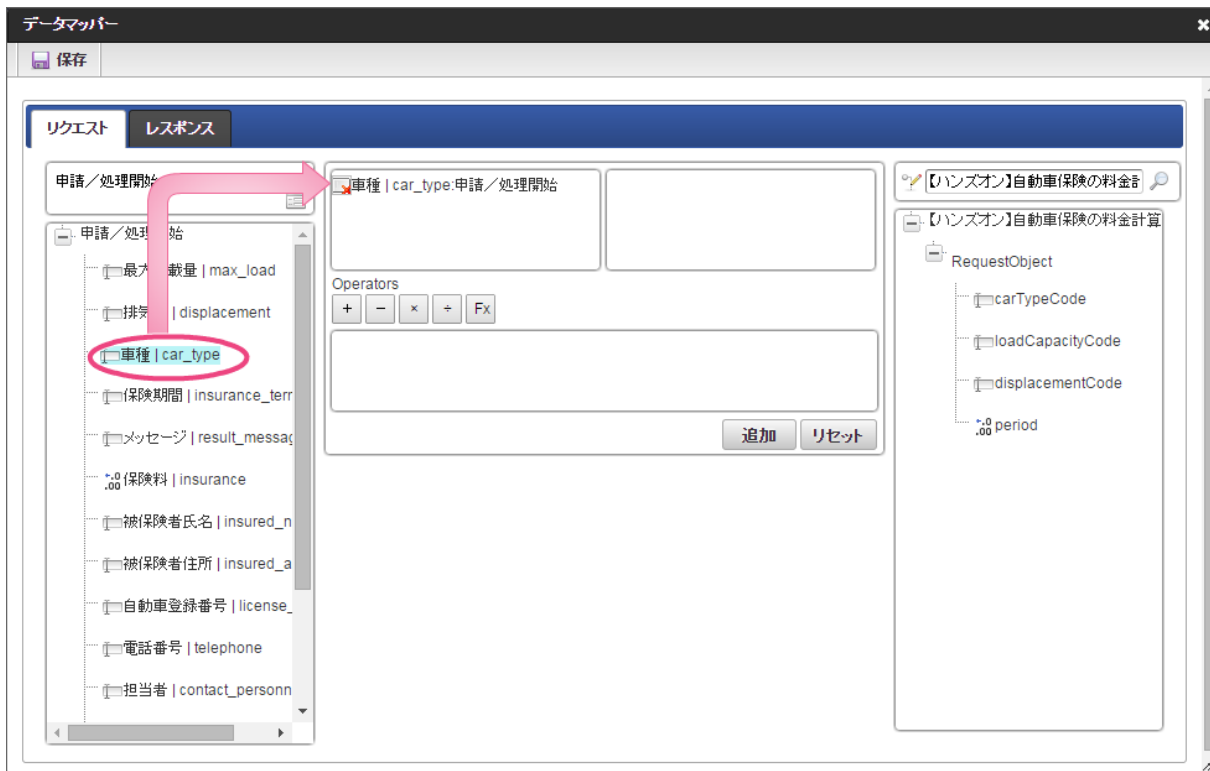 データマッパー
保存
リクエスト レスポンス
申請／処理開始
申請／処理開始
最大 載量 | max_load
排気 | displacement
車種 | car_type
保険期間 | insurance_terr
メッセージ | result_messag
保険料 | insurance
被保険者氏名 | insured_n
被保険者住所 | insured_a
自動車登録番号 | license_
電話番号 | telephone
担当者 | contact_personn
車種 | car_type:申請／処理開始
Operators
+ − × ÷ Fx
追加 リセット
【ハンズオン】自動車保険の料金計
【ハンズオン】自動車保険の料金計算
RequestObject
carTypeCode
loadCapacityCode
displacementCode
period